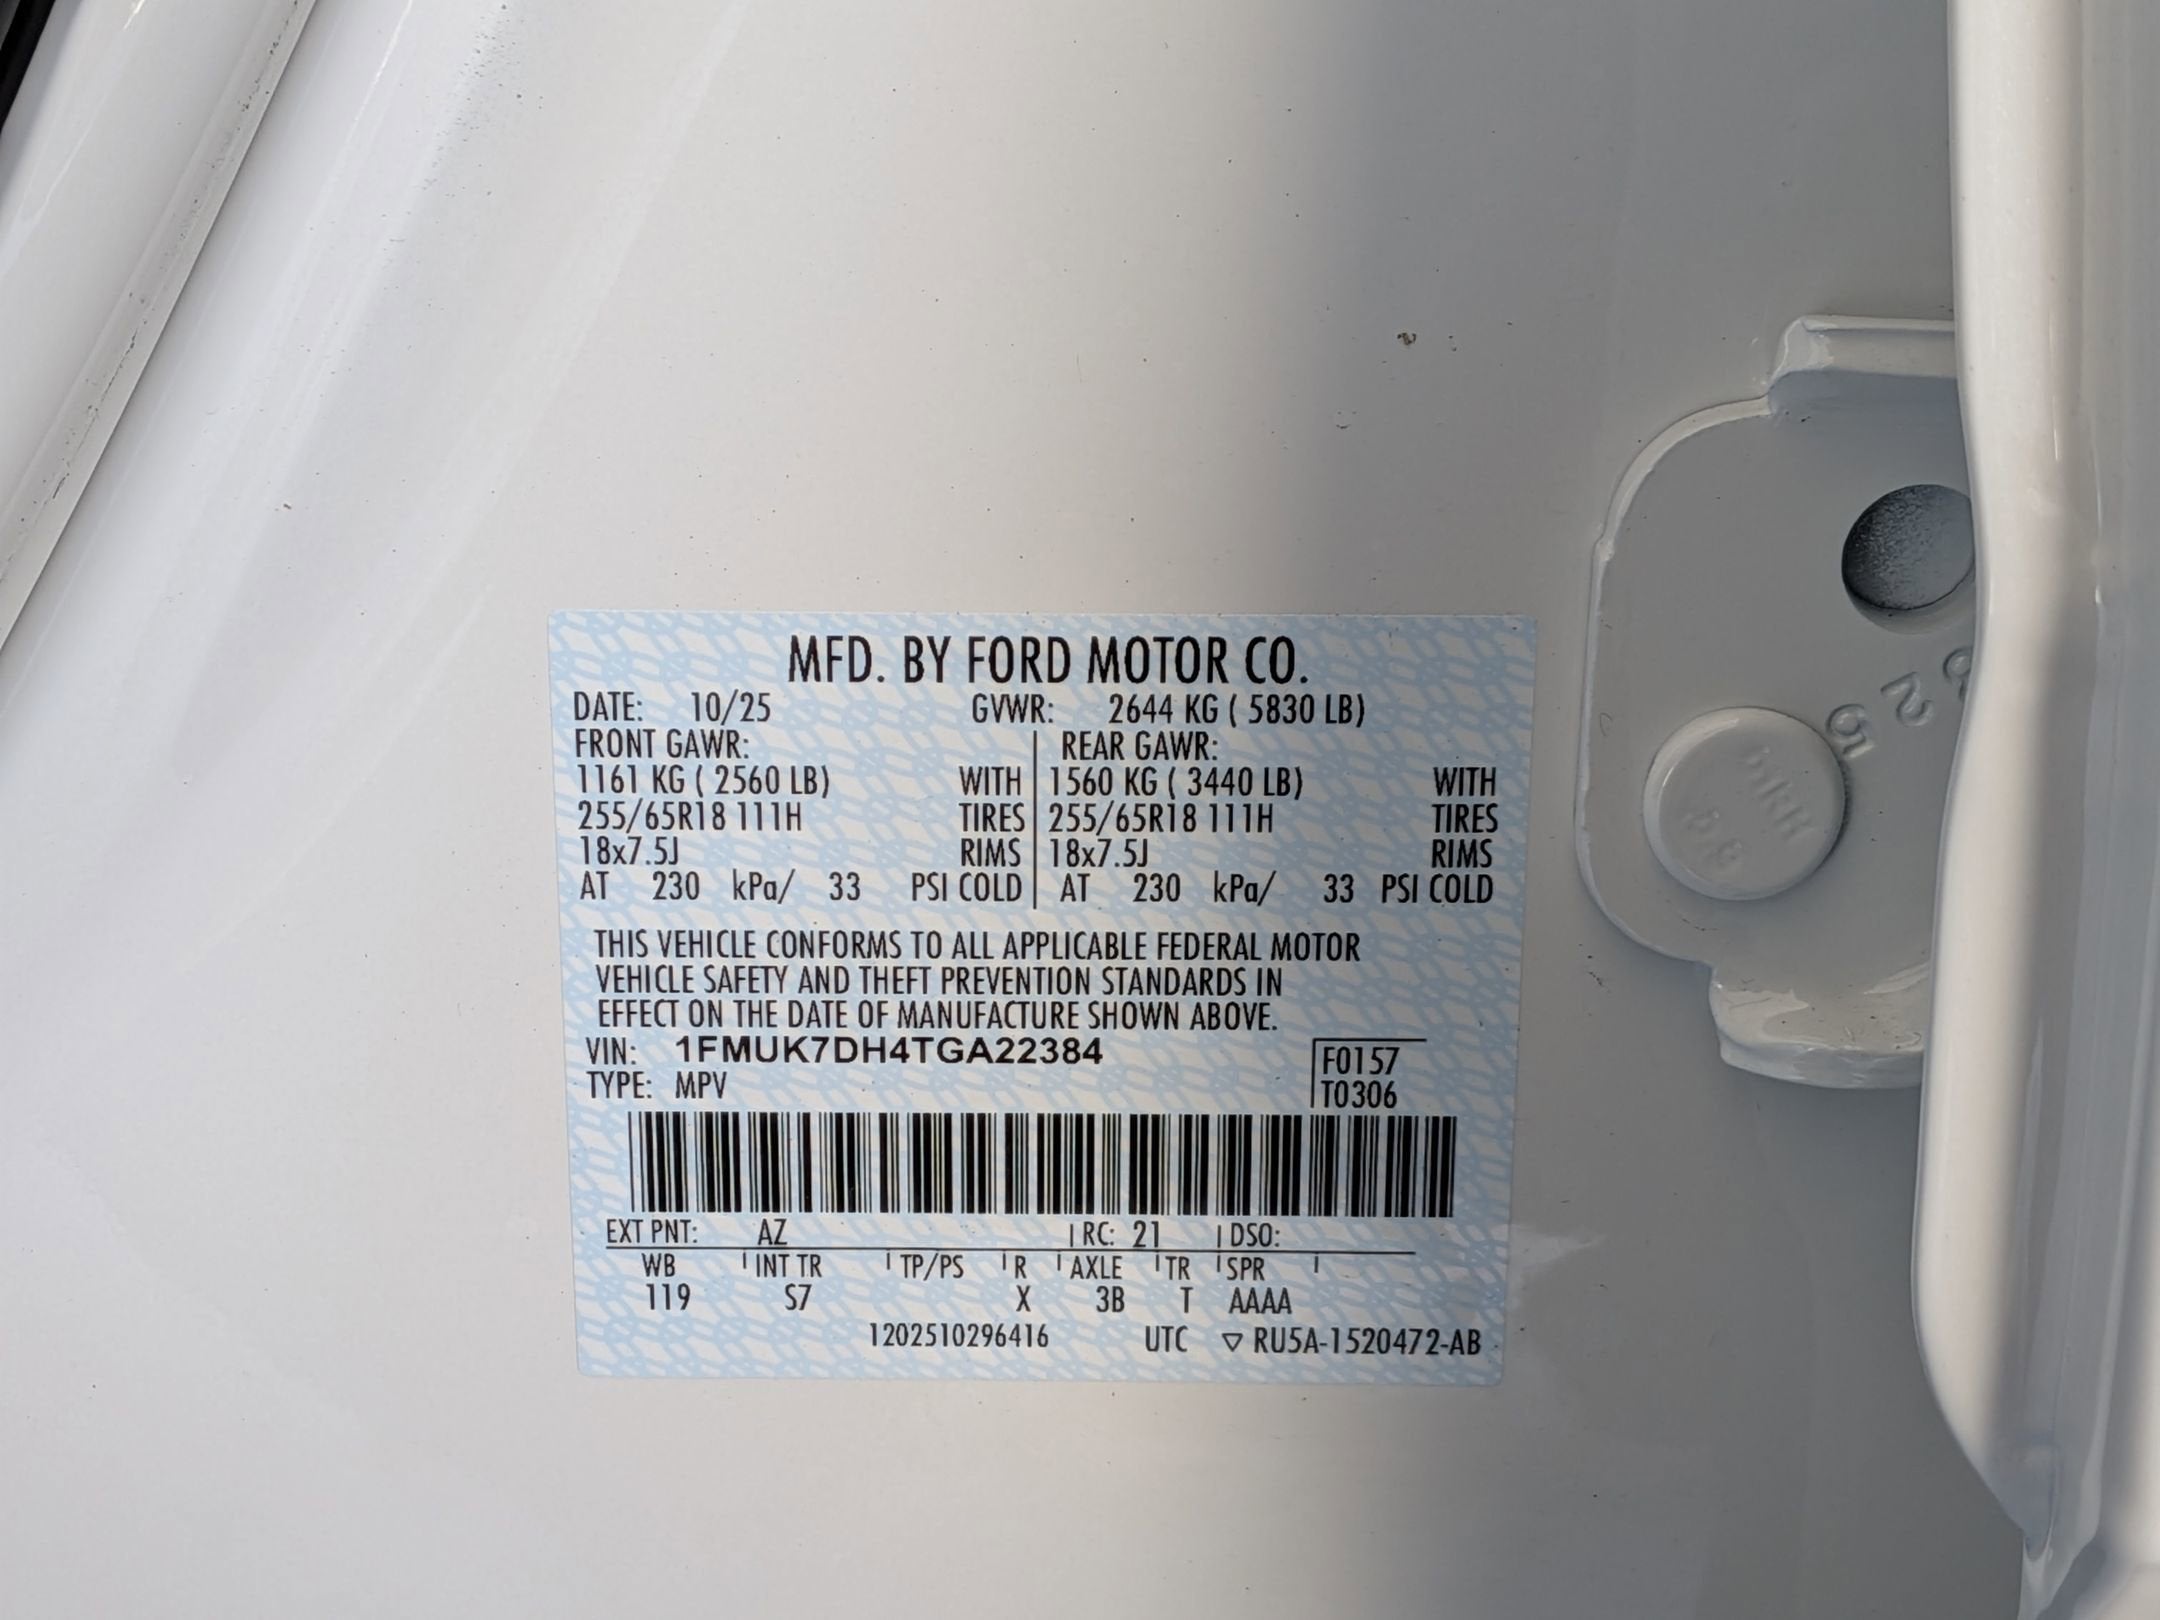 MFD. BY FORD MOTOR CO.
DATE: 10/25 GVWR: 2644 KG ( 5830 LB)
FRONT GAWR: REAR GAWR:
1161 KG ( 2560 LB) WITH 1560 KG ( 3440 LB) WITH
255/65R18 111H TIRES 255/65R18 111H TIRES
18x7.5J RIMS 18x7.5J RIMS
AT 230 kPa/ 33 PSI COLD AT 230 kPa/ 33 PSI COLD
THIS VEHICLE CONFORMS TO ALL APPLICABLE FEDERAL MOTOR
VEHICLE SAFETY AND THEFT PREVENTION STANDARDS IN
EFFECT ON THE DATE OF MANUFACTURE SHOWN ABOVE.
VIN: 1FMUK7DH4TGA22384 F0157
TYPE: MPV T0306
EXT PNT: AZ RC: 21 DSO:
WB INT TR TP/PS R AXLE TR SPR
119 S7 X 3B T AAAA
1202510296416 UTC ▽ RU5A-1520472-AB